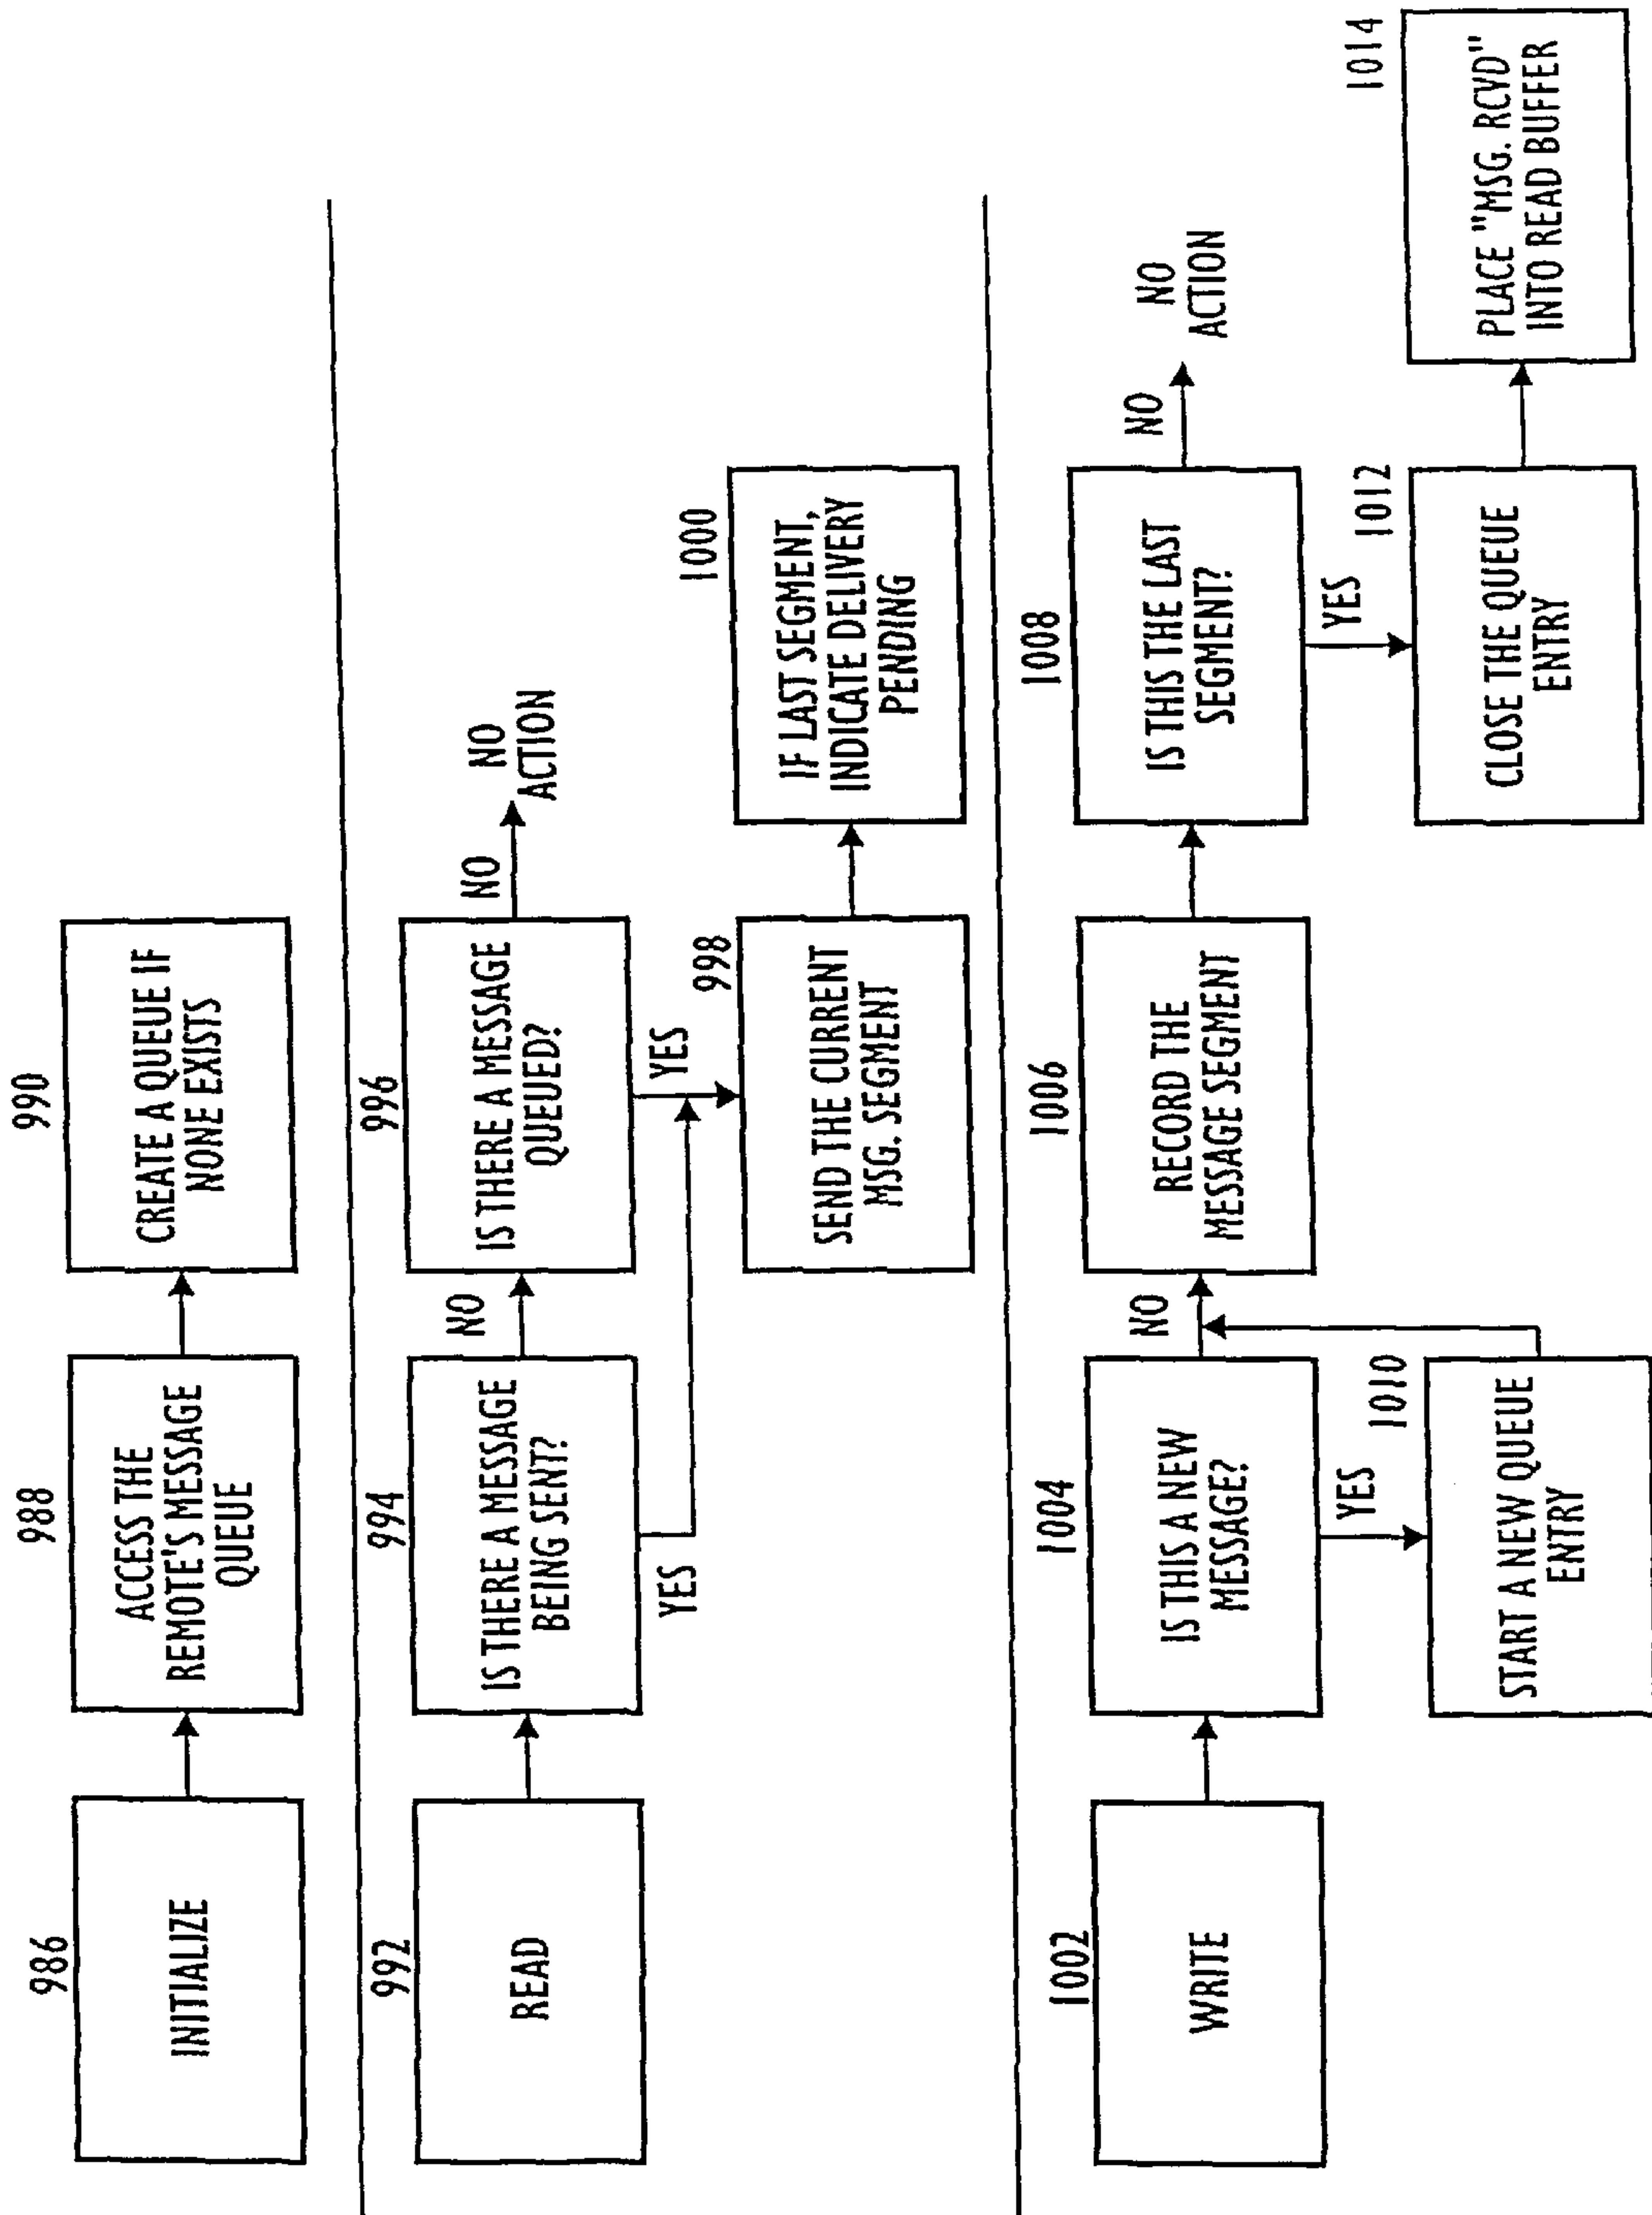 986
INITIALIZE
988
ACCESS THE
REMOTE'S MESSAGE
QUEUE
990
CREATE A QUEUE IF
NONE EXISTS
992
READ
994
IS THERE A MESSAGE
BEING SENT?
NO
YES
996
IS THERE A MESSAGE
QUEUED?
NO
NO
ACTION
YES
998
SEND THE CURRENT
MSG. SEGMENT
1000
IF LAST SEGMENT,
INDICATE DELIVERY
PENDING
1002
WRITE
1004
IS THIS A NEW
MESSAGE?
NO
YES
1010
START A NEW QUEUE
ENTRY
1006
RECORD THE
MESSAGE SEGMENT
1008
IS THIS THE LAST
SEGMENT?
NO
NO
ACTION
YES
1012
CLOSE THE QUEUE
ENTRY
1014
PLACE "MSG. RCVD"
INTO READ BUFFER